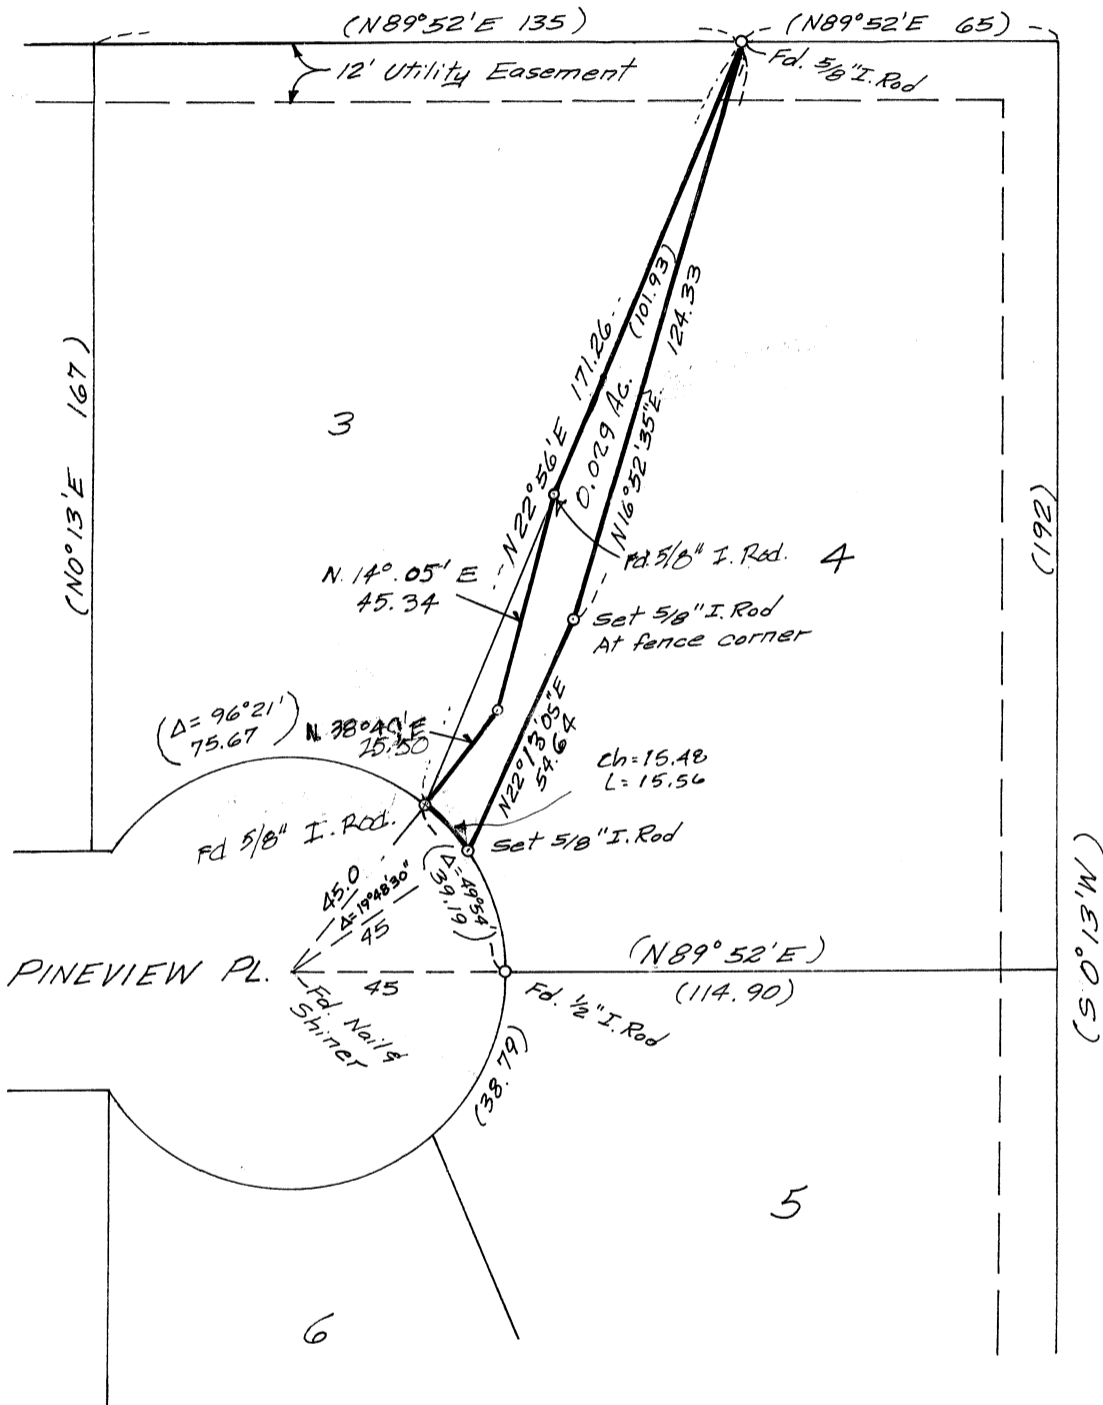 (N89°52'E 135)
(N89°52'E 65)
Fd. 5/8" I. Rod
12' Utility Easement
(N0°13'E 167)
3
N22°56'E 171.26
(101.93)
124.33
0.029 AC.
N16°52'35"E
Fd. 5/8" I. Rod.
4
(192)
N. 14°.05' E
45.34
Set 5/8" I. Rod
At fence corner
(Δ= 96°21'
75.67)
N. 38°40'E
25.50
N22°13'05"E
54.64
ch=15.48
L=15.56
Fd 5/8" I. Rod.
Set 5/8" I. Rod
45.0
Δ=19°48'30"
45
(Δ=49°54'
39.19)
(S 0°13'W)
PINEVIEW PL.
45
(N89°52'E)
(114.90)
Fd. Nail &
Shiner
Fd. 1/2" I. Rod
(38.79)
5
6